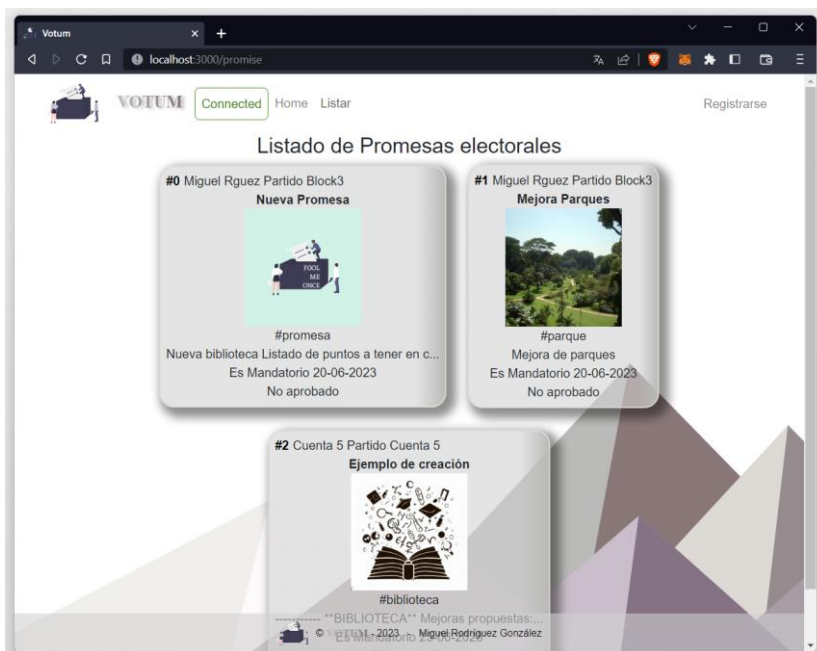 Votum
localhost:3000/promise
VOTUM Connected Home Listar Registrarse
Listado de Promesas electorales
#0 Miguel Rguez Partido Block3
Nueva Promesa
FOOL
ME
ONCE
#promesa
Nueva biblioteca Listado de puntos a tener en c...
Es Mandatorio 20-06-2023
No aprobado
#1 Miguel Rguez Partido Block3
Mejora Parques
#parque
Mejora de parques
Es Mandatorio 20-06-2023
No aprobado
#2 Cuenta 5 Partido Cuenta 5
Ejemplo de creación
#biblioteca
----------- **BIBLIOTECA** Mejoras propuestas:...
© VOTUM - 2023 - Miguel Rodríguez González
Es Mandatorio